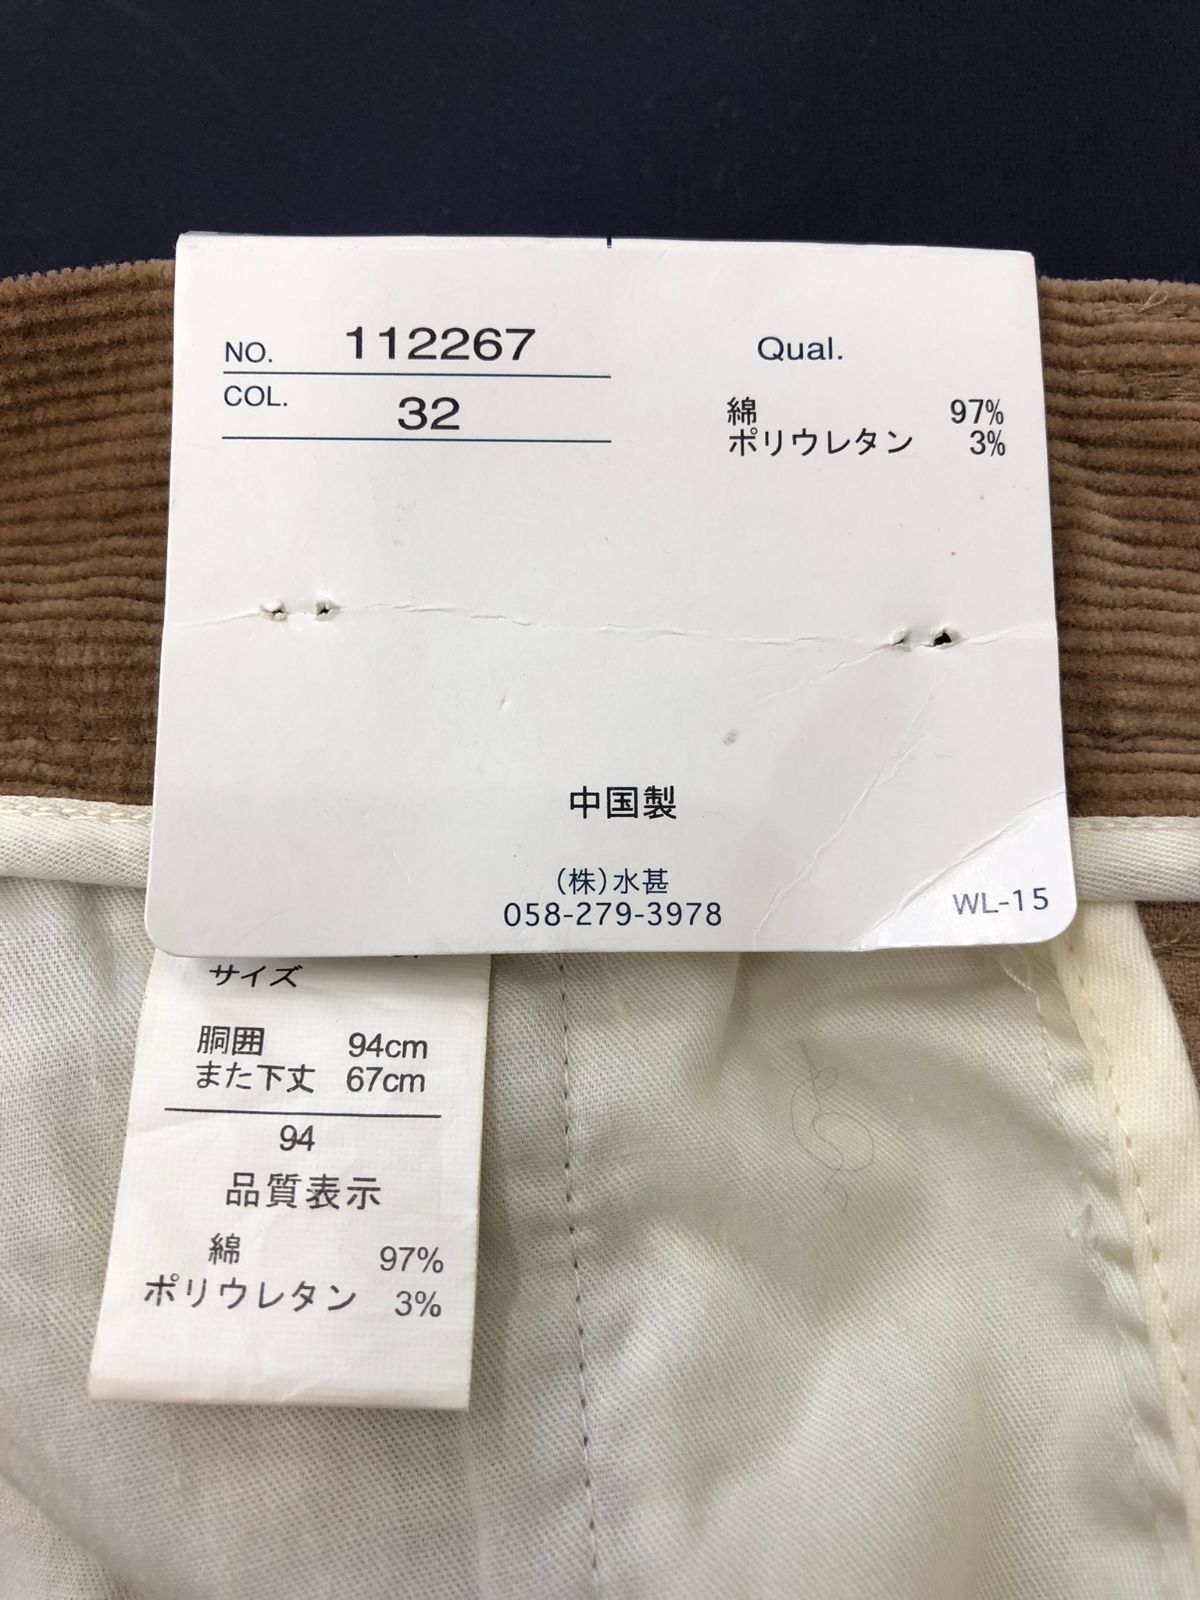 NO. 112267
COL. 32
Qual.
綿 97%
ポリウレタン 3%
中国製
(株)水甚
058-279-3978
WL-15
サイズ
胴囲 94cm
また下丈 67cm
94
品質表示
綿 97%
ポリウレタン 3%